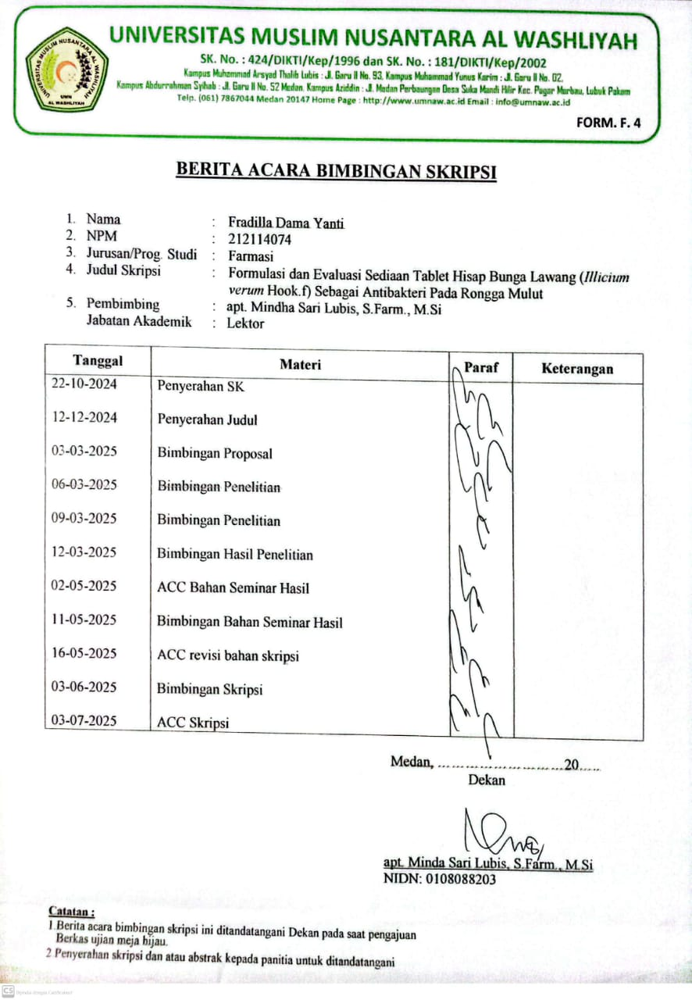 UNIVERSITAS MUSLIM NUSANTARA AL WASHLIYAH
SK. No. : 424/DIKTI/Kep/1996 dan SK. No. : 181/DIKTI/Kep/2002
Kampus Muhammad Arsyad Thalib Lubis : Jl. Garu II No. 93, Kampus Muhammad Yunus Karim : Jl. Garu II No. 02,
Kampus Abdurrahman Syihab : Jl. Garu II No. 52 Medan, Kampus Aziddin : Jl. Medan Perbaungan Desa Suka Mandi Hilir Kec. Pagar Merbau, Lubuk Pakam
Telp. (061) 7867044 Medan 20147 Home Page : http://www.umnaw.ac.id Email : info@umnaw.ac.id
UNIVERSITAS MUSLIM NUSANTARA AL WASHLIYAH
UMN
AL WASHLIYAH
FORM. F. 4
BERITA ACARA BIMBINGAN SKRIPSI
1. Nama : Fradilla Dama Yanti
2. NPM : 212114074
3. Jurusan/Prog. Studi : Farmasi
4. Judul Skripsi : Formulasi dan Evaluasi Sediaan Tablet Hisap Bunga Lawang (Illicium
verum Hook.f) Sebagai Antibakteri Pada Rongga Mulut
5. Pembimbing : apt. Mindha Sari Lubis, S.Farm., M.Si
Jabatan Akademik : Lektor
Tanggal Materi Paraf Keterangan
22-10-2024 Penyerahan SK
12-12-2024 Penyerahan Judul
03-03-2025 Bimbingan Proposal
06-03-2025 Bimbingan Penelitian
09-03-2025 Bimbingan Penelitian
12-03-2025 Bimbingan Hasil Penelitian
02-05-2025 ACC Bahan Seminar Hasil
11-05-2025 Bimbingan Bahan Seminar Hasil
16-05-2025 ACC revisi bahan skripsi
03-06-2025 Bimbingan Skripsi
03-07-2025 ACC Skripsi
Medan, ..............................20......
Dekan
apt. Minda Sari Lubis, S.Farm., M.Si
NIDN: 0108088203
Catatan :
1 Berita acara bimbingan skripsi ini ditandatangani Dekan pada saat pengajuan
Berkas ujian meja hijau.
2 Penyerahan skripsi dan atau abstrak kepada panitia untuk ditandatangani
CS